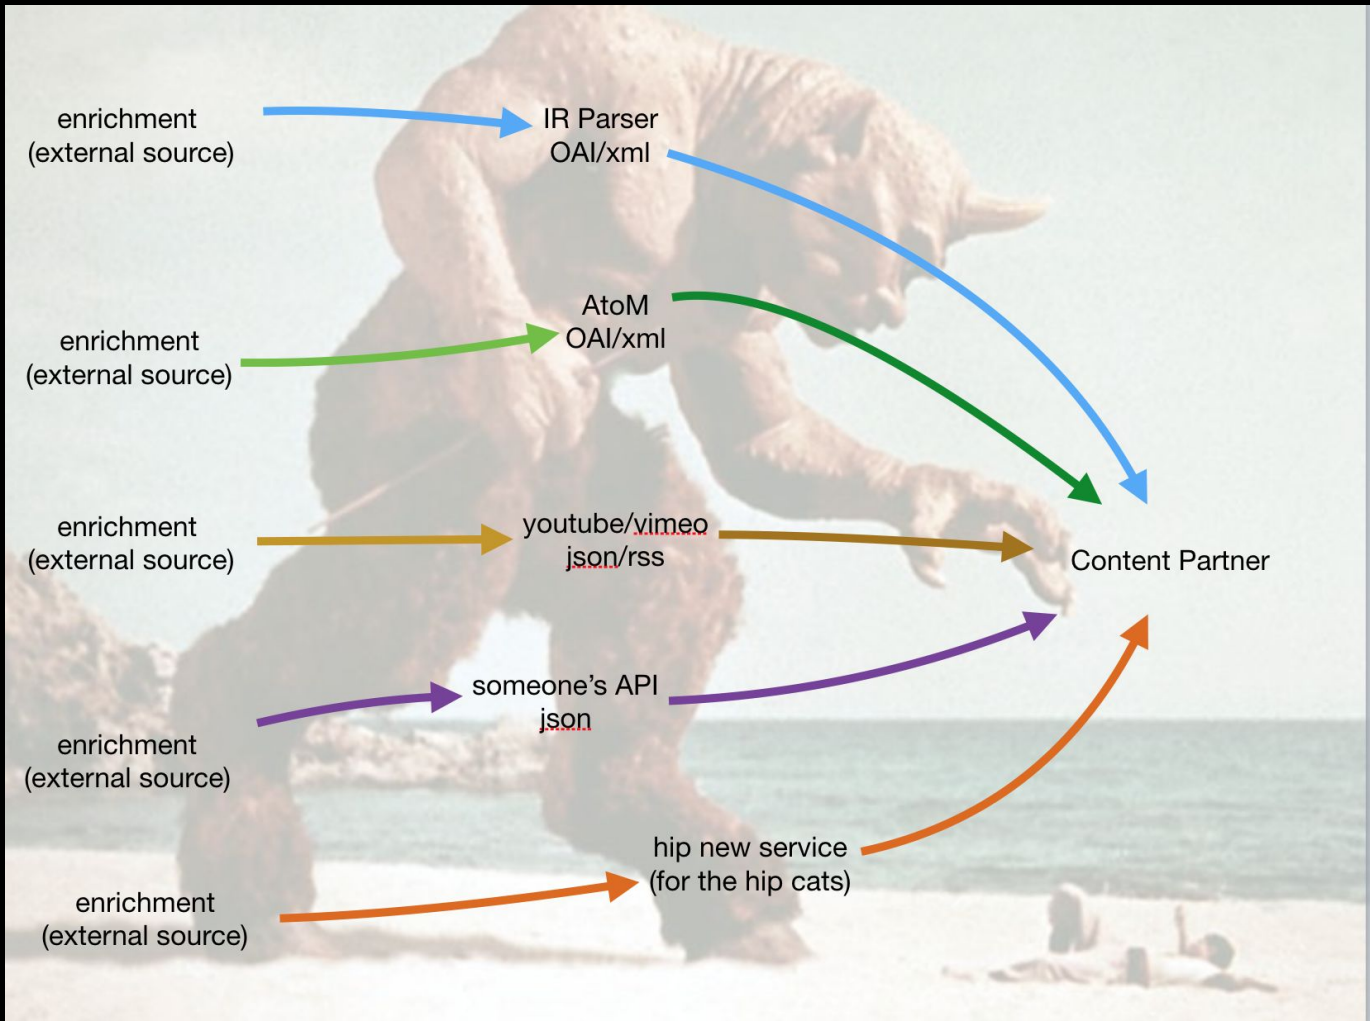 enrichment
(external source)
IR Parser
OAI/xml
enrichment
(external source)
AtoM
OAI/xml
enrichment
(external source)
youtube/vimeo
json/rss
Content Partner
enrichment
(external source)
someone’s API
json
enrichment
(external source)
hip new service
(for the hip cats)